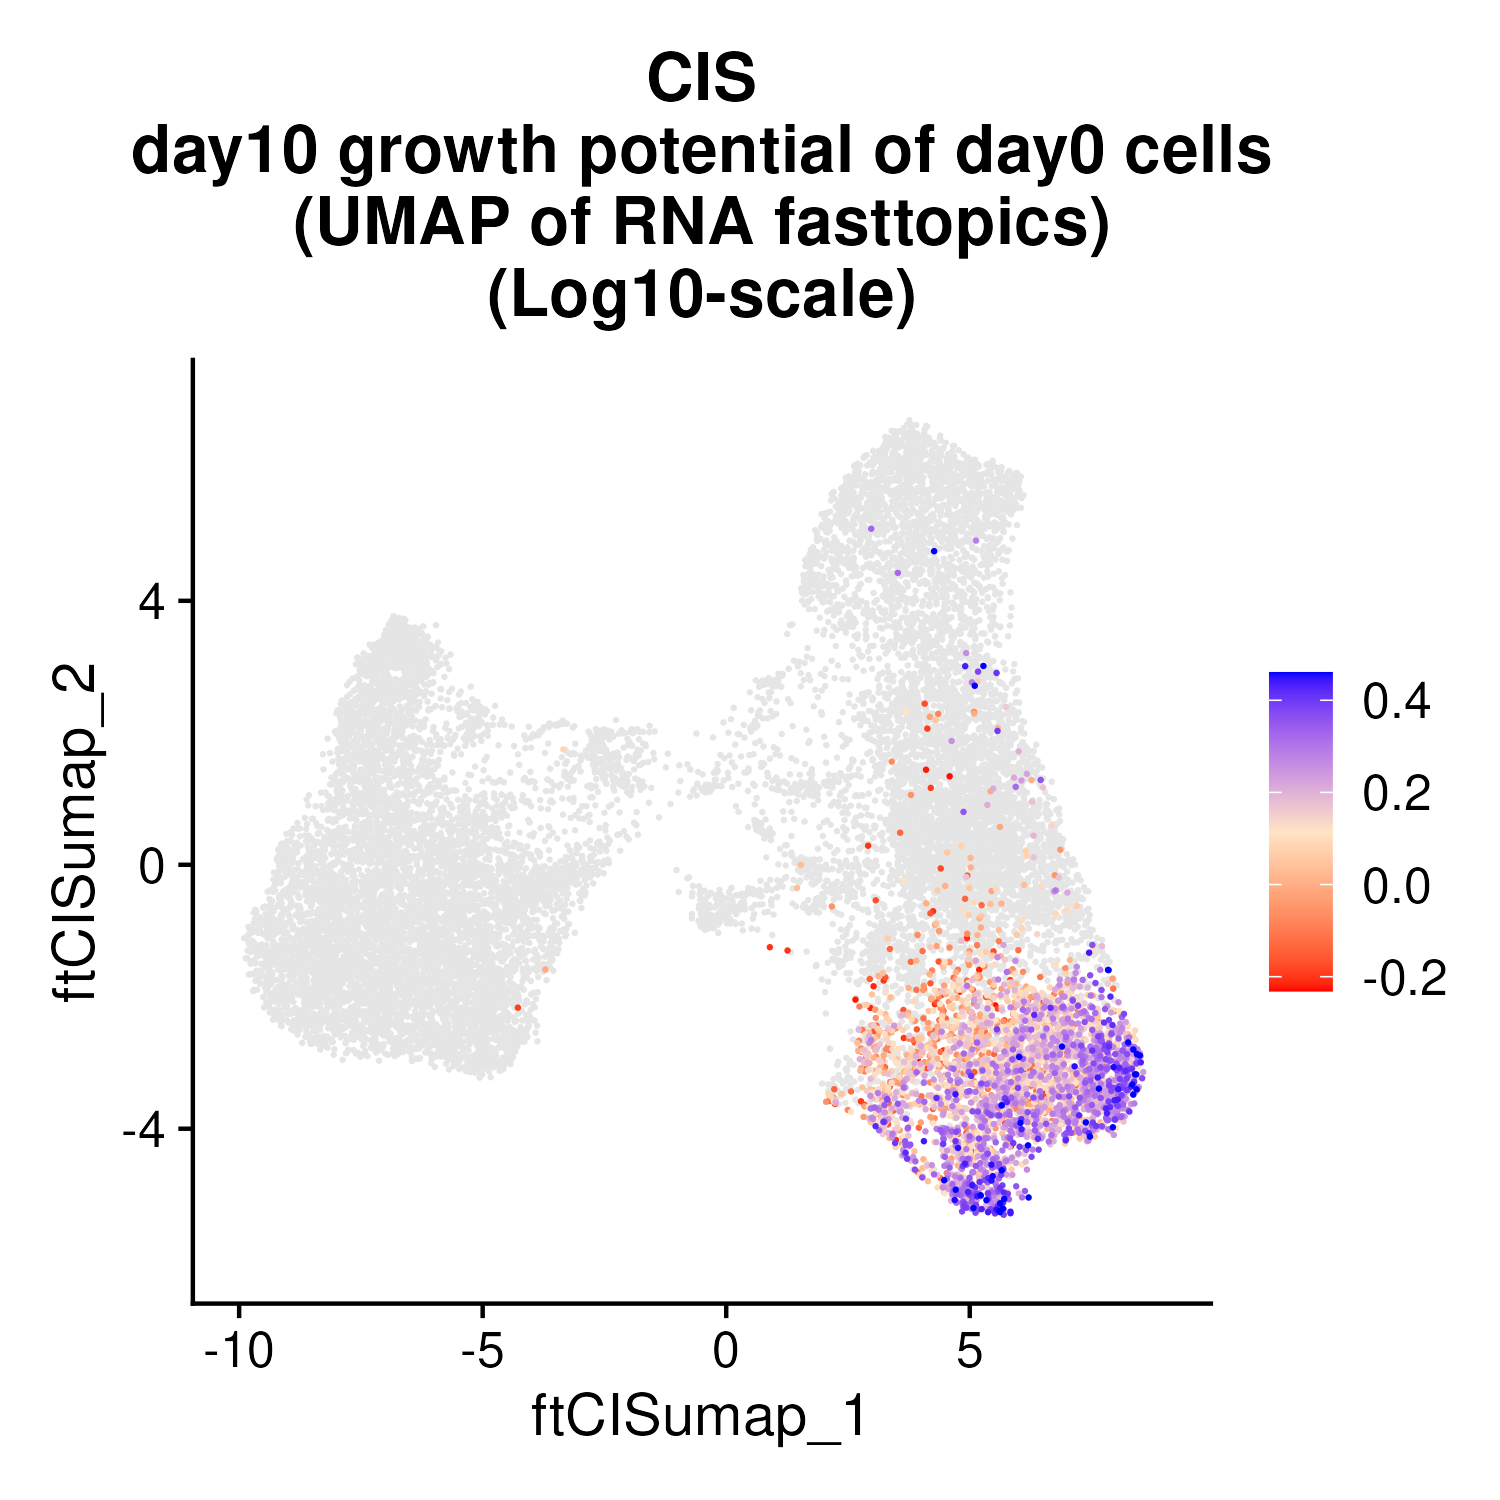 CIS
day10 growth potential of day0 cells
(UMAP of RNA fasttopics)
(Log10-scale)
ftCISumap_2
4
0
-4
-10 -5 0 5
ftCISumap_1
0.4
0.2
0.0
-0.2